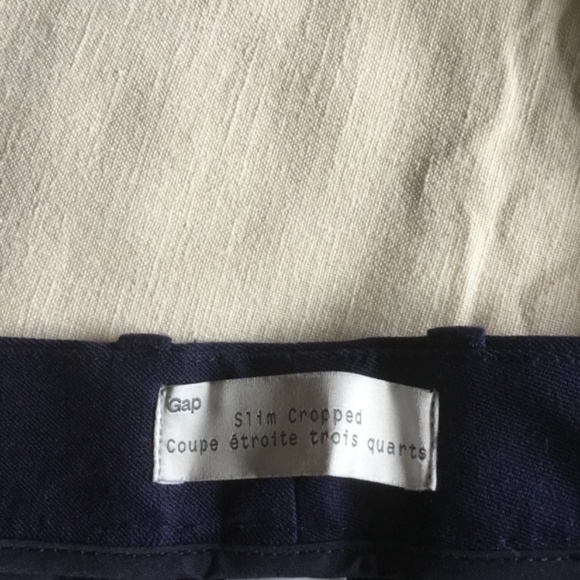 Gap
Slim Cropped
Coupe étroite trois quarts